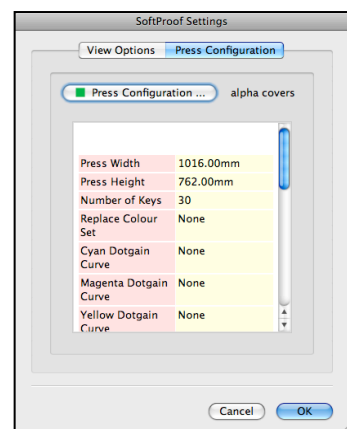 SoftProof Settings
View Options Press Configuration
Press Configuration ... alpha covers
Press Width 1016.00mm
Press Height 762.00mm
Number of Keys 30
Replace Colour None
Set
Cyan Dotgain None
Curve
Magenta Dotgain None
Curve
Yellow Dotgain None
Curve
Cancel OK